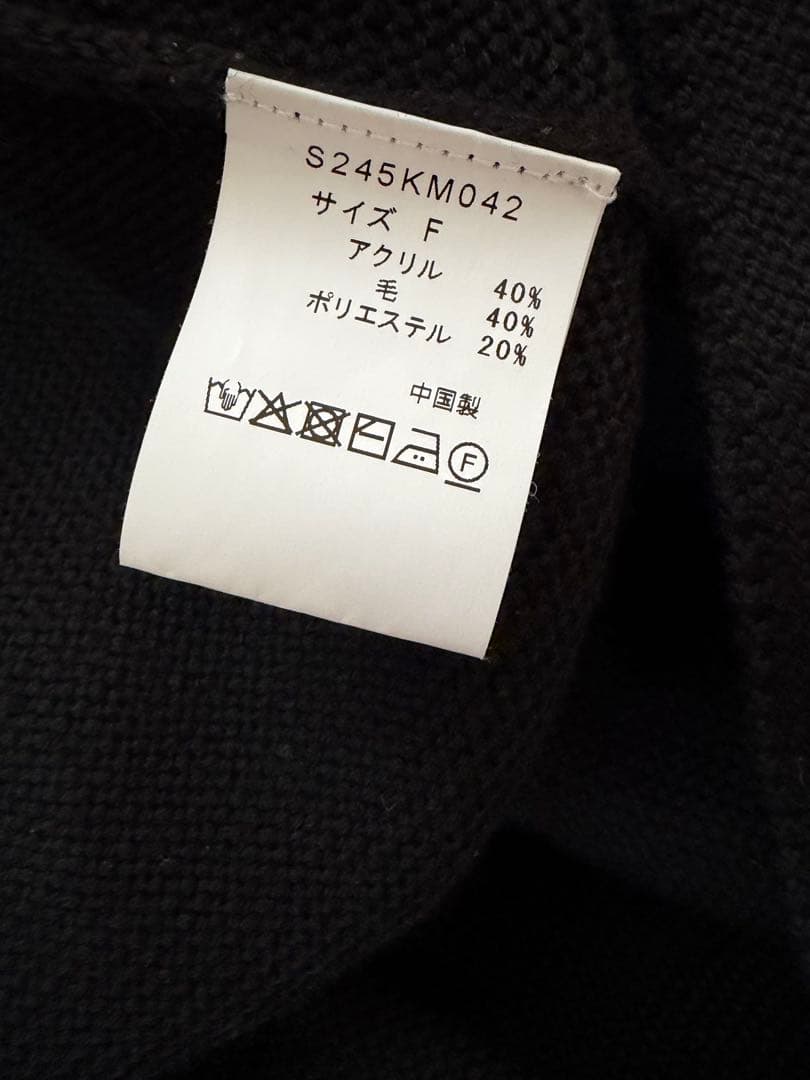 S245KM042
サイズ F
アクリル 40%
毛 40%
ポリエステル 20%
中国製
F